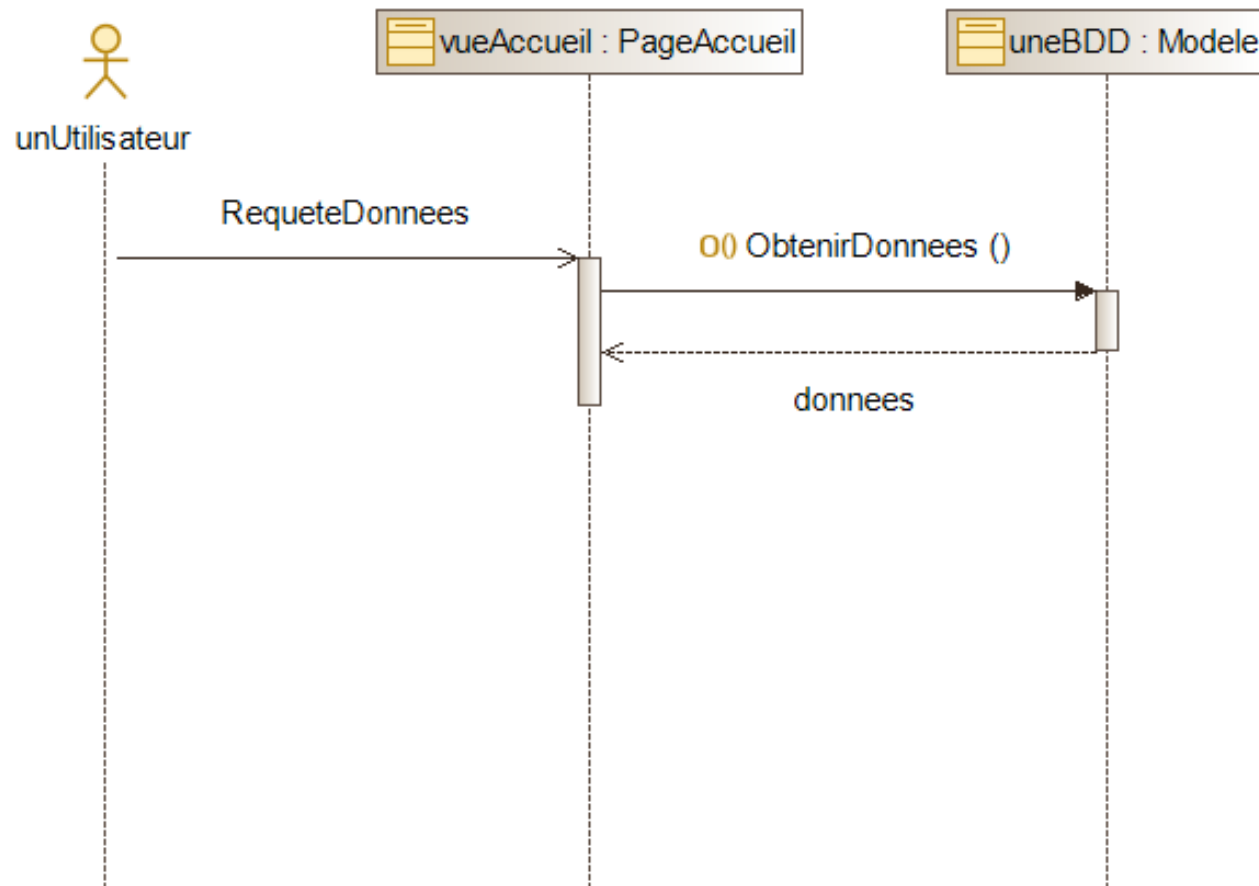 vueAccueil : PageAccueil
uneBDD : Modele
unUtilisateur
RequeteDonnees
O() ObtenirDonnees ()
donnees